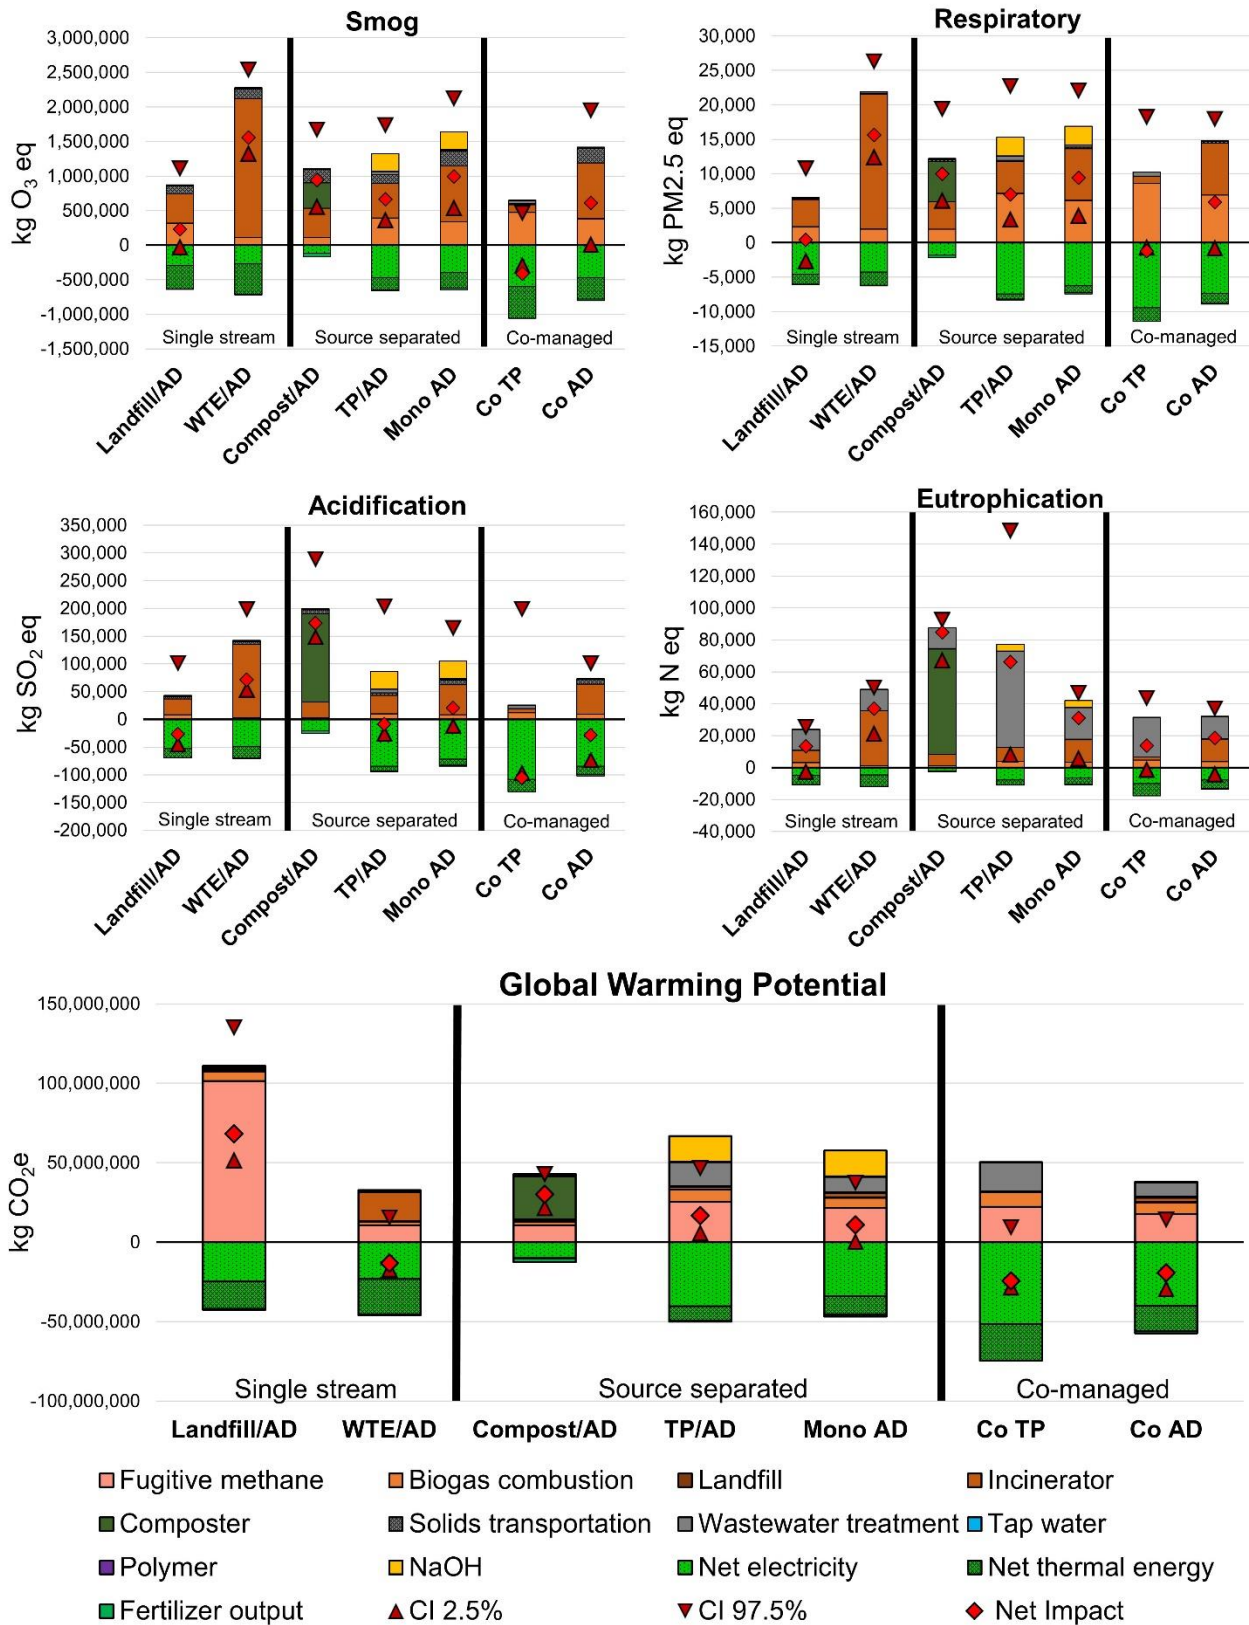 Smog
3,000,000
2,500,000
2,000,000
1,500,000
1,000,000
500,000
0
-500,000
-1,000,000
-1,500,000
kg O₃ eq
Single stream
Source separated
Co-managed
Landfill/AD
WTE/AD
Compost/AD
TP/AD
Mono AD
Co TP
Co AD
Respiratory
30,000
25,000
20,000
15,000
10,000
5,000
0
-5,000
-10,000
-15,000
kg PM2.5 eq
Single stream
Source separated
Co-managed
Landfill/AD
WTE/AD
Compost/AD
TP/AD
Mono AD
Co TP
Co AD
Acidification
350,000
300,000
250,000
200,000
150,000
100,000
50,000
0
-50,000
-100,000
-150,000
-200,000
kg SO₂ eq
Single stream
Source separated
Co-managed
Landfill/AD
WTE/AD
Compost/AD
TP/AD
Mono AD
Co TP
Co AD
Eutrophication
160,000
140,000
120,000
100,000
80,000
60,000
40,000
20,000
0
-20,000
-40,000
kg N eq
Single stream
Source separated
Co-managed
Landfill/AD
WTE/AD
Compost/AD
TP/AD
Mono AD
Co TP
Co AD
Global Warming Potential
150,000,000
100,000,000
50,000,000
0
-50,000,000
-100,000,000
kg CO₂e
Single stream
Source separated
Co-managed
Landfill/AD WTE/AD Compost/AD TP/AD Mono AD Co TP Co AD
Fugitive methane Biogas combustion Landfill Incinerator
Composter Solids transportation Wastewater treatment Tap water
Polymer NaOH Net electricity Net thermal energy
Fertilizer output CI 2.5% CI 97.5% Net Impact